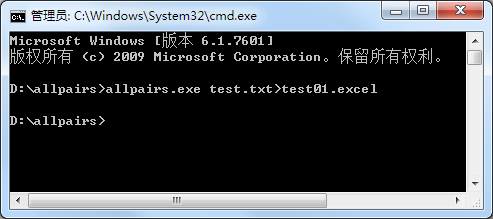 管理员: C:\Windows\System32\cmd.exe
Microsoft Windows [版本 6.1.7601]
版权所有 (c) 2009 Microsoft Corporation。保留所有权利。
D:\allpairs>allpairs.exe test.txt>test01.excel
D:\allpairs>